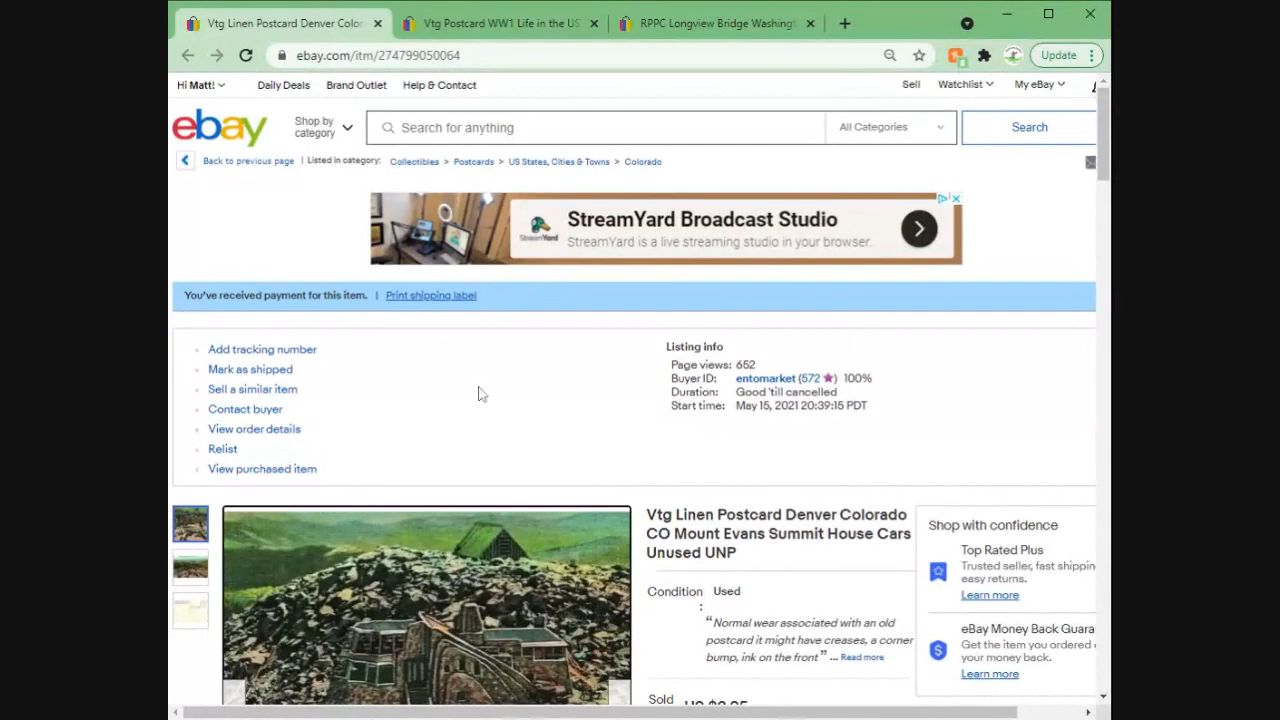 Vtg Linen Postcard Denver Color
Vtg Postcard WW1 Life in the US
RPPC Longview Bridge Washingt
ebay.com/itm/274799050064
Update
Hi Matt!
Daily Deals
Brand Outlet
Help & Contact
Sell
Watchlist
My eBay
ebay
Shop by
category
Search for anything
All Categories
Search
Back to previous page
Listed in category:
Collectibles > Postcards > US States, Cities & Towns > Colorado
StreamYard Broadcast Studio
StreamYard is a live streaming studio in your browser.
StreamYard
You've received payment for this item. | Print shipping label
Add tracking number
Mark as shipped
Sell a similar item
Contact buyer
View order details
Relist
View purchased item
Listing info
Page views: 652
Buyer ID: entomarket (572 ) 100%
Duration: Good 'till cancelled
Start time: May 15, 2021 20:39:15 PDT
Vtg Linen Postcard Denver Colorado
CO Mount Evans Summit House Cars
Unused UNP
Condition Used
:
“Normal wear associated with an old
postcard it might have creases, a corner
bump, ink on the front” ... Read more
Sold
Shop with confidence
Top Rated Plus
Trusted seller, fast shippin
easy returns.
Learn more
eBay Money Back Guara
Get the item you ordered
your money back.
Learn more